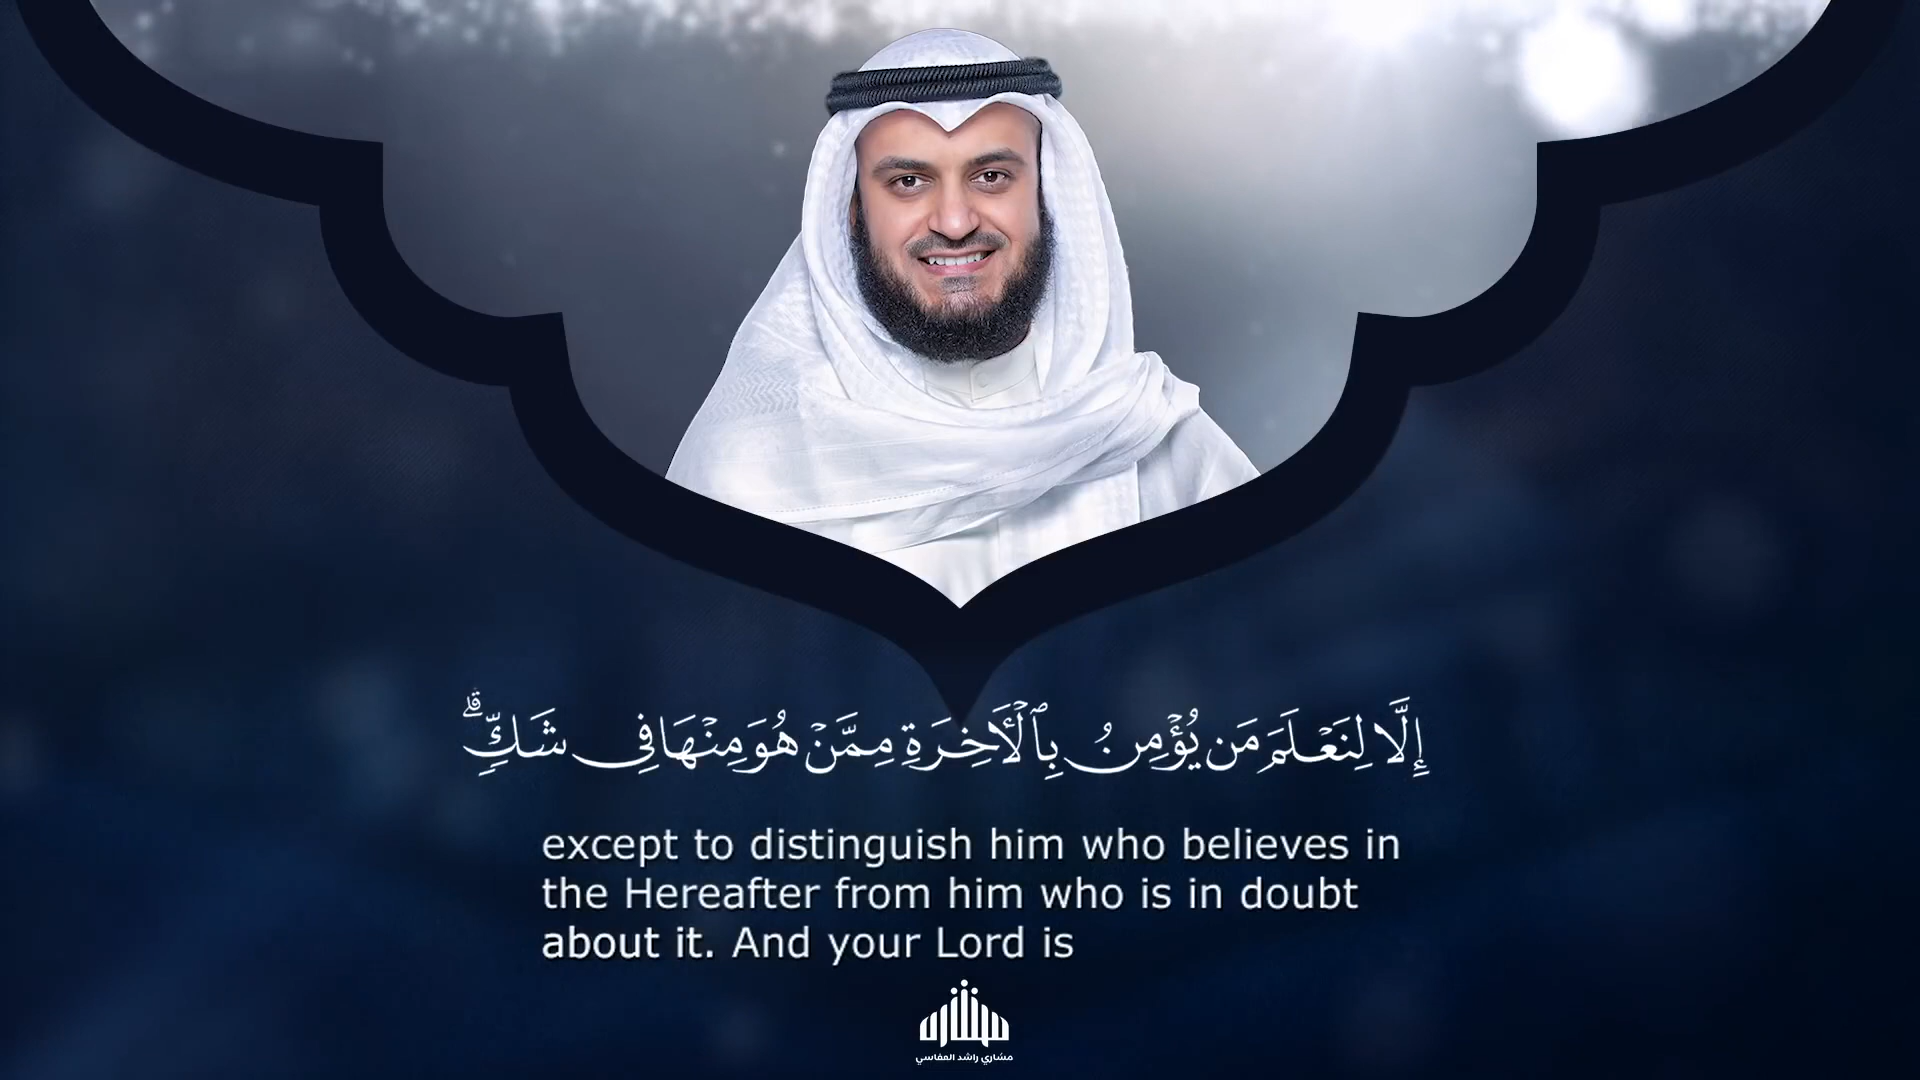 إِلَّا لِنَعْلَمَ مَن يُؤْمِنُ بِٱلْأَخِرَةِ مِمَّنْ هُوَ مِنْهَا فِى شَكٍّ ۗ
except to distinguish him who believes in
the Hereafter from him who is in doubt
about it. And your Lord is
مشاري راشد العفاسي